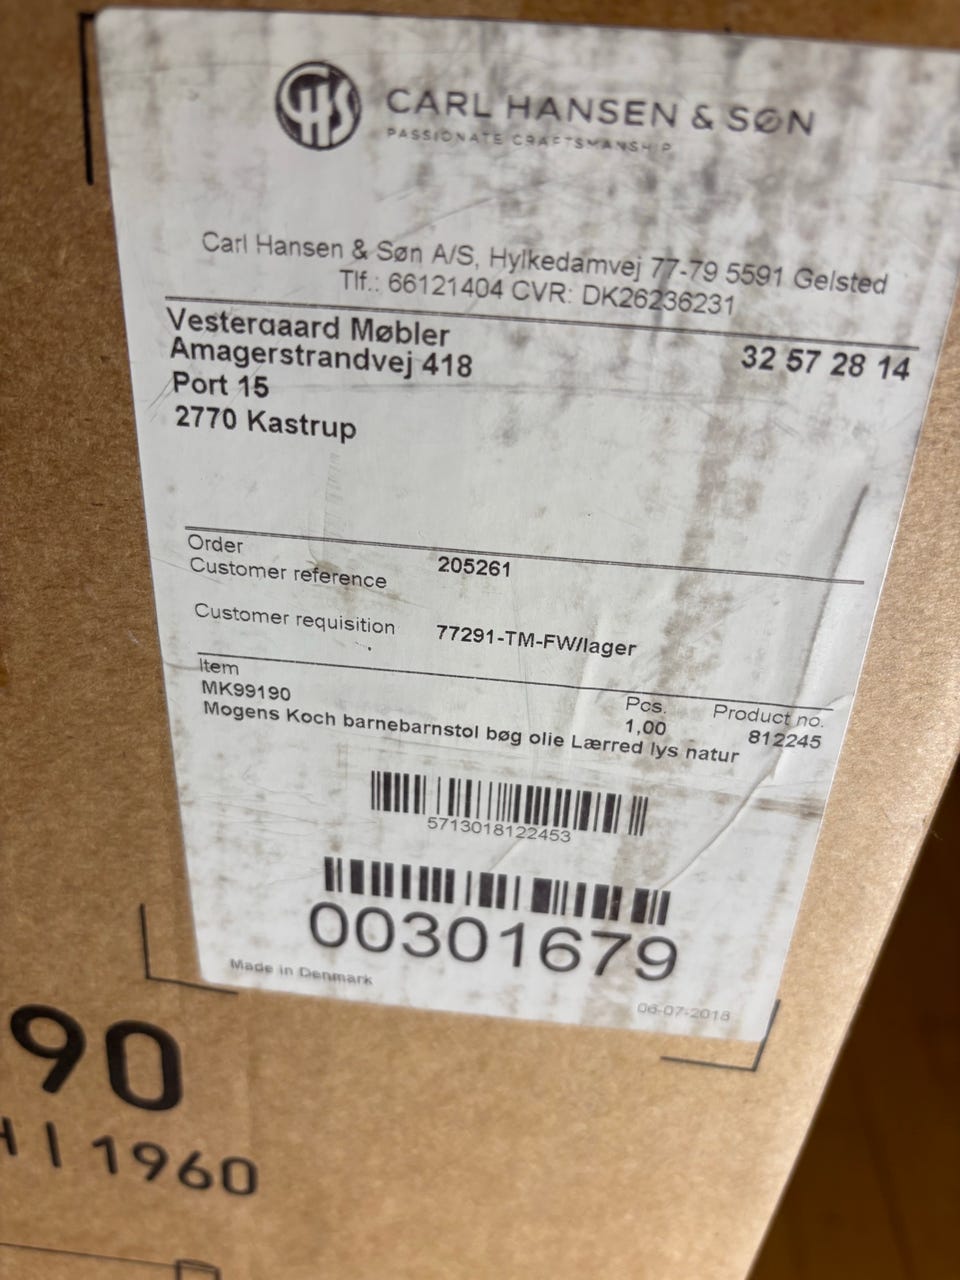 CHS
CARL HANSEN & SØN
PASSIONATE CRAFTSMANSHIP
Carl Hansen & Søn A/S, Hylkedamvej 77-79 5591 Gelsted
Tlf.: 66121404 CVR: DK26236231
Vestergaard Møbler 32 57 28 14
Amagerstrandvej 418
Port 15
2770 Kastrup
Order 205261
Customer reference
Customer requisition 77291-TM-FW/lager
Item Pcs. Product no.
MK99190 1,00 812245
Mogens Koch barnebarnstol bøg olie Lærred lys natur
5713018122453
00301679
Made in Denmark 06-07-2018
90
H | 1960